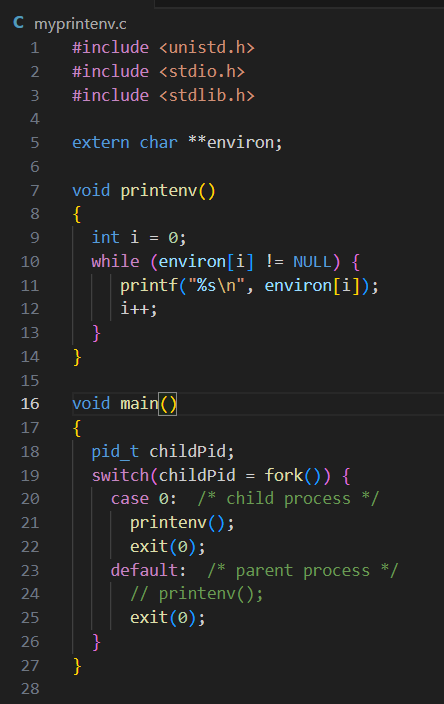 C myprintenv.c
1 #include <unistd.h>
2 #include <stdio.h>
3 #include <stdlib.h>
4
5 extern char **environ;
6
7 void printenv()
8 {
9   int i = 0;
10   while (environ[i] != NULL) {
11     printf("%s\n", environ[i]);
12     i++;
13   }
14 }
15
16 void main()
17 {
18   pid_t childPid;
19   switch(childPid = fork()) {
20     case 0:  /* child process */
21       printenv();
22       exit(0);
23     default:  /* parent process */
24       // printenv();
25       exit(0);
26   }
27 }
28